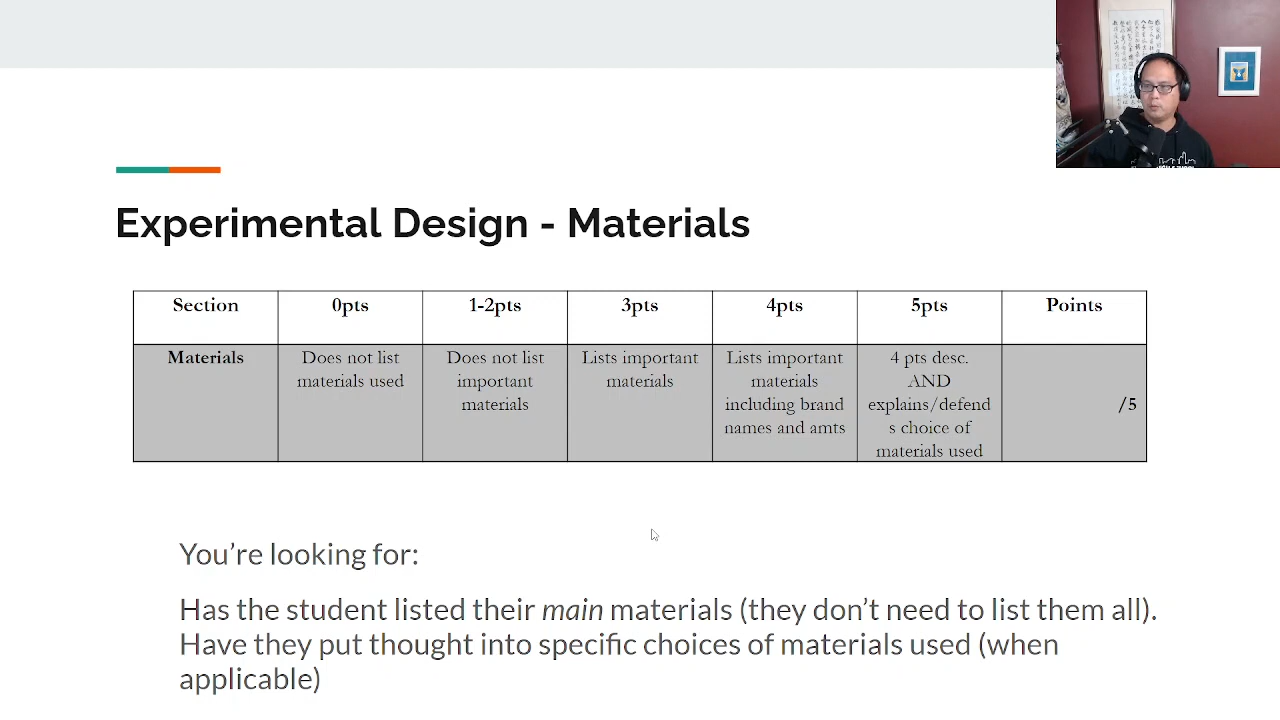 Experimental Design - Materials
Section 0pts 1-2pts 3pts 4pts 5pts Points
Materials
Does not list
materials used
Does not list
important
materials
Lists important
materials
Lists important
materials
including brand
names and amts
4 pts desc.
AND
explains/defend
s choice of
materials used
/5
You’re looking for:
Has the student listed their main materials (they don’t need to list them all).
Have they put thought into specific choices of materials used (when
applicable)